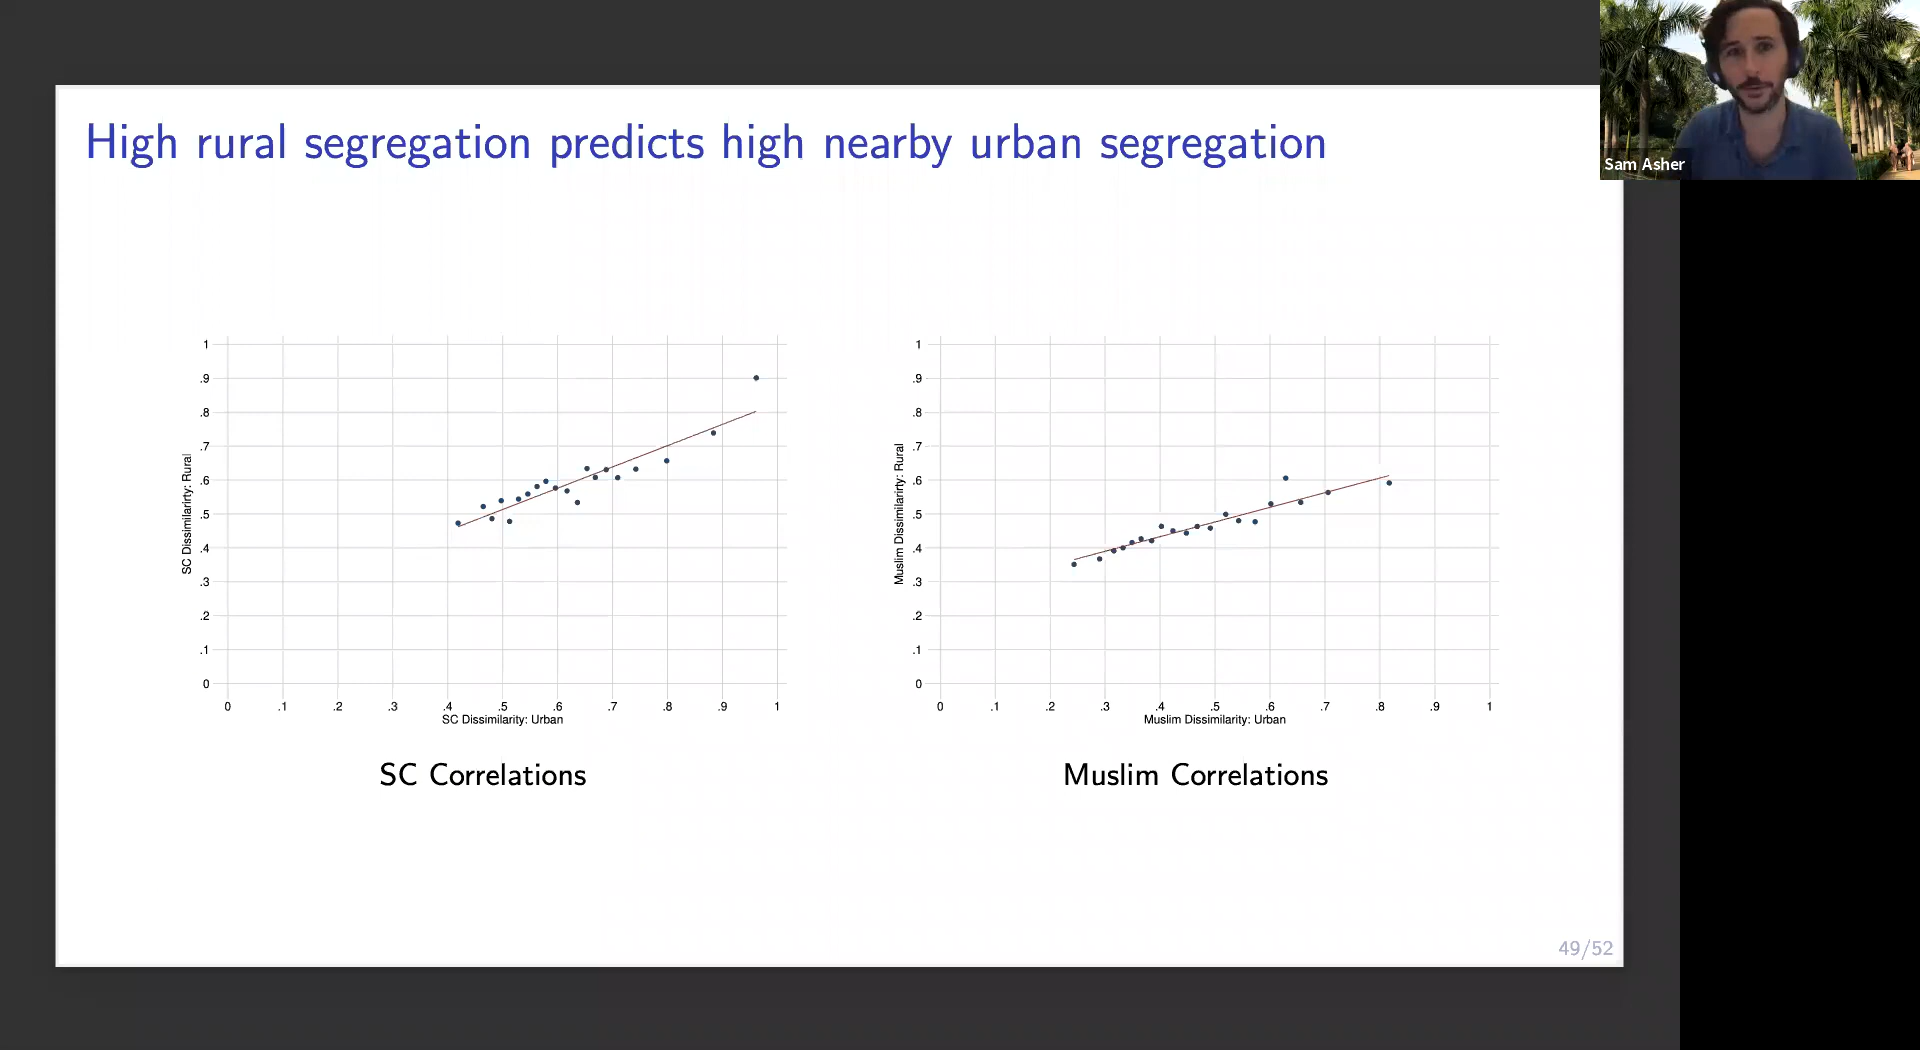 High rural segregation predicts high nearby urban segregation
Sam Asher
1
.9
.8
.7
.6
.5
.4
.3
.2
.1
0
SC Dissimilarirty: Rural
0 .1 .2 .3 .4 .5 .6 .7 .8 .9 1
SC Dissimilarity: Urban
SC Correlations
1
.9
.8
.7
.6
.5
.4
.3
.2
.1
0
Muslim Dissimilarirty: Rural
0 .1 .2 .3 .4 .5 .6 .7 .8 .9 1
Muslim Dissimilarity: Urban
Muslim Correlations
49/52